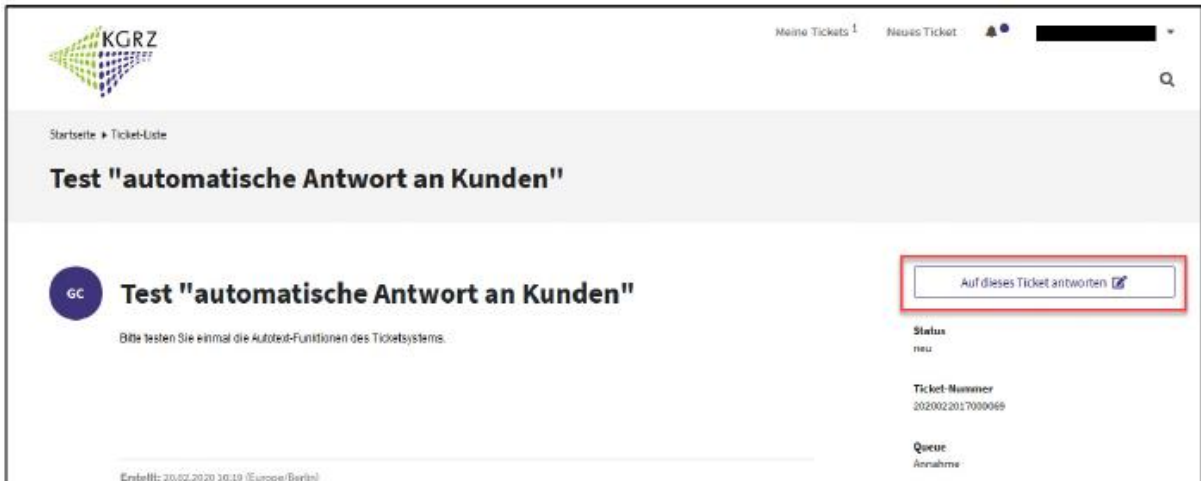 KGRZ
Meine Tickets 1
Neues Ticket
Startseite ▸ Ticket-Liste
Test "automatische Antwort an Kunden"
GC
Test "automatische Antwort an Kunden"
Bitte testen Sie einmal die Autotext-Funktionen des Ticketsystems.
Auf dieses Ticket antworten
Status
neu
Ticket-Nummer
2020022017000069
Queue
Annahme
Erstellt: 20.02.2020 16:19 (Europe/Berlin)